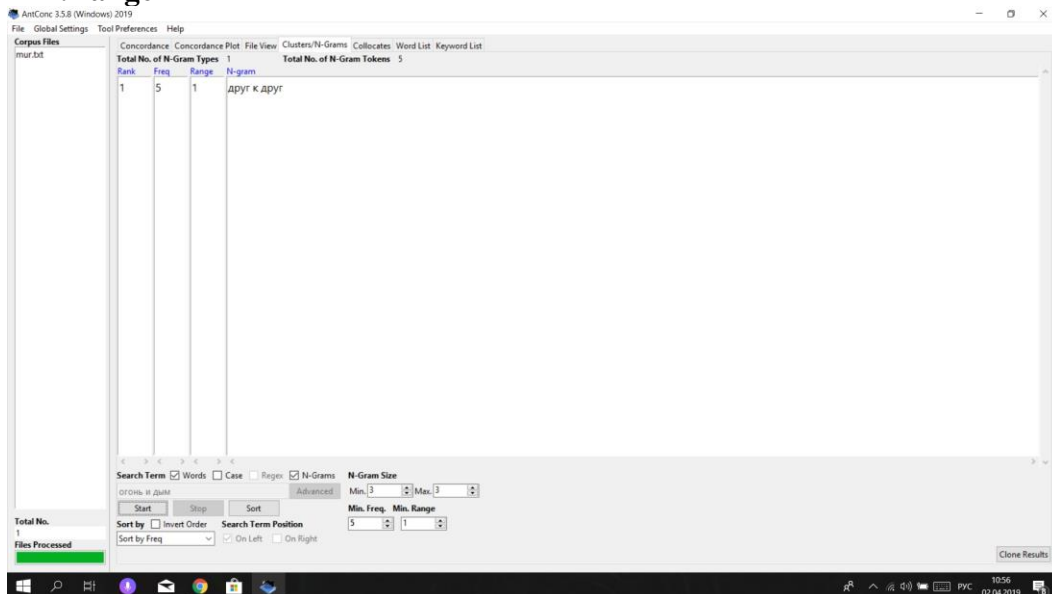 AntConc 3.5.8 (Windows) 2019
File Global Settings Tool Preferences Help
Corpus Files
mur.txt
Concordance Concordance Plot File View Clusters/N-Grams Collocates Word List Keyword List
Total No. of N-Gram Types 1 Total No. of N-Gram Tokens 5
Rank Freq Range N-gram
1 5 1 друг к друг
Search Term Words Case Regex N-Grams N-Gram Size
огонь и дым Advanced Min. 3 Max. 3
Start Stop Sort Min. Freq. Min. Range
5 1
Total No.
1
Files Processed
Sort by Invert Order Search Term Position
Sort by Freq On Left On Right
Clone Results
РУС 10:56
02.04.2019